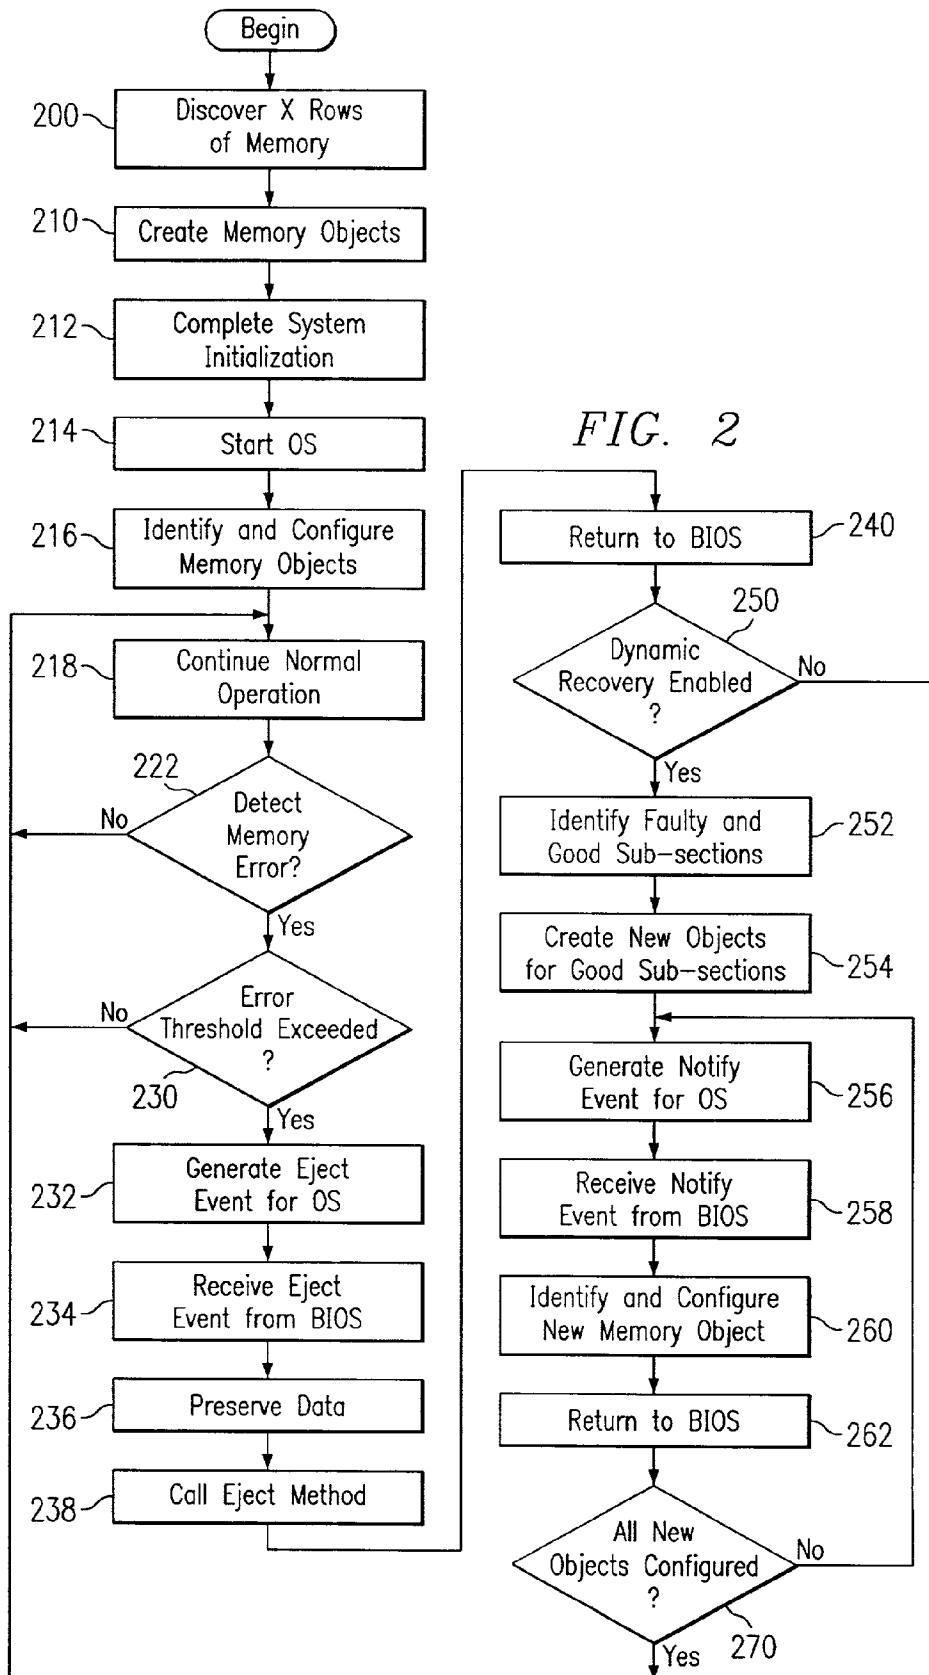 Begin
200
Discover X Rows
of Memory
210
Create Memory Objects
212
Complete System
Initialization
214
Start OS
216
Identify and Configure
Memory Objects
218
Continue Normal
Operation
222
Detect
Memory
Error?
No
Yes
Error
Threshold Exceeded
?
No
230
Yes
232
Generate Eject
Event for OS
234
Receive Eject
Event from BIOS
236
Preserve Data
238
Call Eject Method
FIG. 2
Return to BIOS
240
250
Dynamic
Recovery Enabled
?
No
Yes
Identify Faulty and
Good Sub-sections
252
Create New Objects
for Good Sub-sections
254
Generate Notify
Event for OS
256
Receive Notify
Event from BIOS
258
Identify and Configure
New Memory Object
260
Return to BIOS
262
All New
Objects Configured
?
No
270
Yes